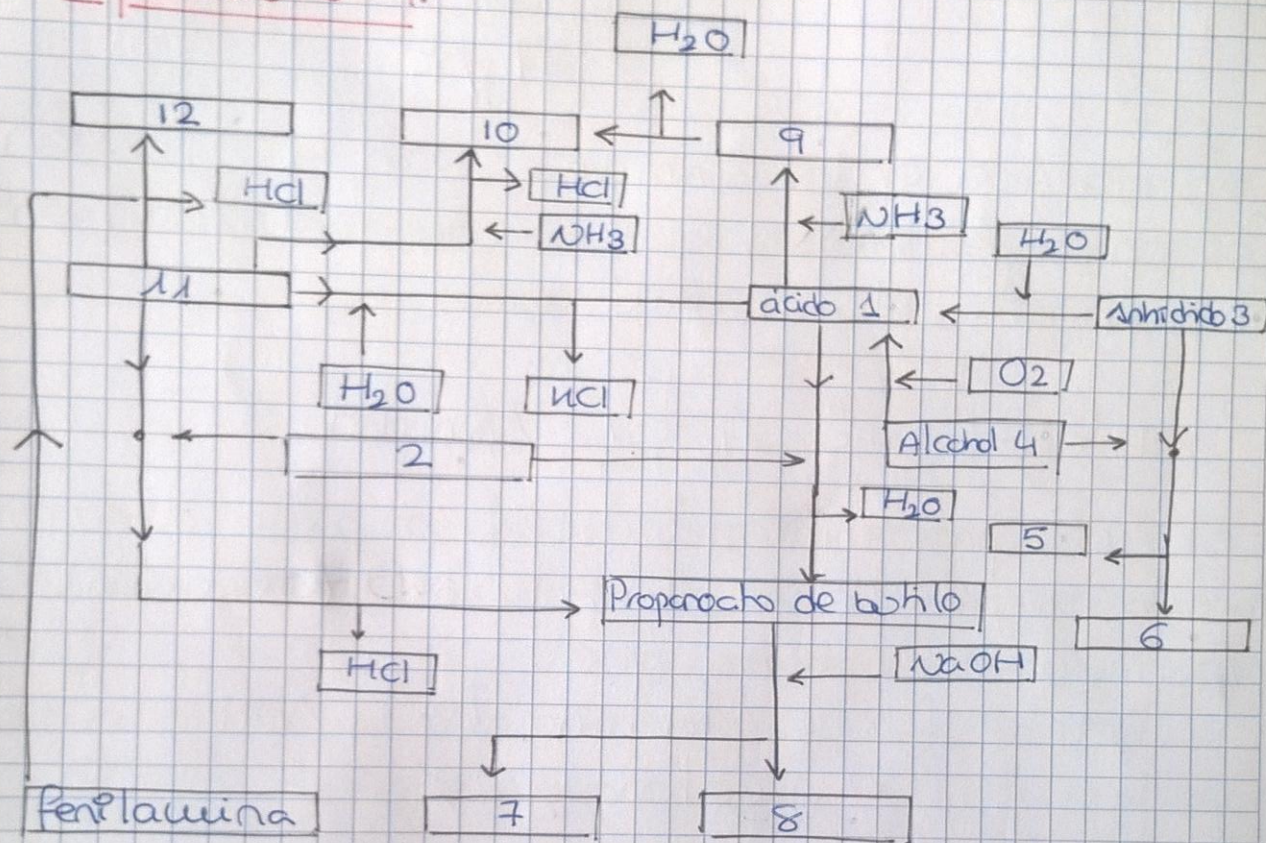 H2O
12
10
9
HCl
HCl
NH3
NH3
H2O
11
ácido 1
Anhídrido 3
H2O
HCl
O2
2
Alcohol 4
H2O
5
Propanoato de butilo
6
HCl
NaOH
fenilamina
7
8